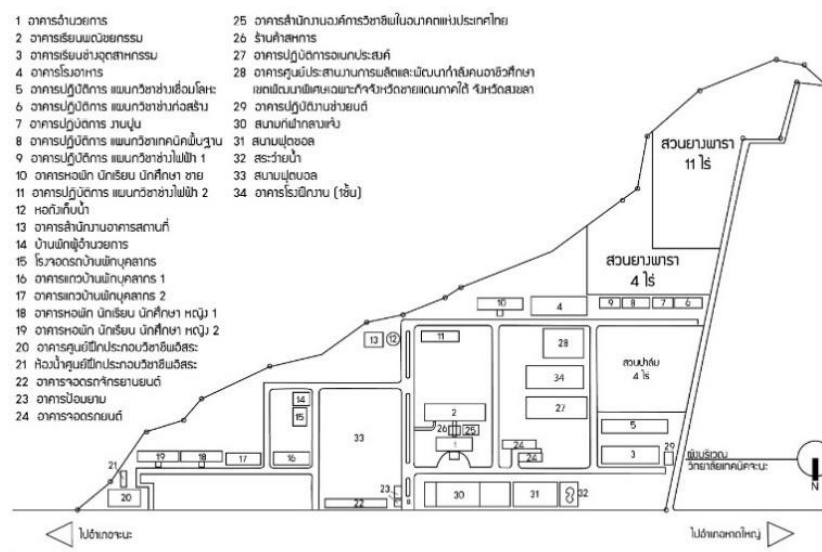 1 อาคารอำนวยการ
2 อาคารเรียนพณิชยกรรม
3 อาคารเรียนช่างอุตสาหกรรม
4 อาคารโรงอาหาร
5 อาคารปฏิบัติการ แผนกวิชาช่างเชื่อมโลหะ
6 อาคารปฏิบัติการ แผนกวิชาช่างก่อสร้าง
7 อาคารปฏิบัติการ งานปูน
8 อาคารปฏิบัติการ แผนกวิชาเทคนิคพื้นฐาน
9 อาคารปฏิบัติการ แผนกวิชาช่างไฟฟ้า 1
10 อาคารหอพัก นักเรียน นักศึกษา ชาย
11 อาคารปฏิบัติการ แผนกวิชาช่างไฟฟ้า 2
12 หอถังเก็บน้ำ
13 อาคารสำนักงานอาคารสถานที่
14 บ้านพักผู้อำนวยการ
15 โรงจอดรถบ้านพักบุคลากร
16 อาคารแถวบ้านพักบุคลากร 1
17 อาคารแถวบ้านพักบุคลากร 2
18 อาคารหอพัก นักเรียน นักศึกษา หญิง 1
19 อาคารหอพัก นักเรียน นักศึกษา หญิง 2
20 อาคารศูนย์ฝึกประกอบวิชาชีพอิสระ
21 ห้องน้ำศูนย์ฝึกประกอบวิชาชีพอิสระ
22 อาคารจอดรถจักรยานยนต์
23 อาคารป้อมยาม
24 อาคารจอดรถยนต์
25 อาคารสำนักงานองค์การวิชาชีพในอนาคตแห่งประเทศไทย
26 ร้านค้าสหการ
27 อาคารปฏิบัติการอเนกประสงค์
28 อาคารศูนย์ประสานงานการผลิตและพัฒนากำลังคนอาชีวศึกษา
เขตพัฒนาพิเศษเฉพาะกิจจังหวัดชายแดนภาคใต้ จังหวัดสงขลา
29 อาคารปฏิบัติงานช่างยนต์
30 สนามกีฬากลางแจ้ง
31 สนามฟุตซอล
32 สระว่ายน้ำ
33 สนามฟุตบอล
34 อาคารโรงฝึกงาน (1ชั้น)
สวนยางพารา
11 ไร่
สวนยางพารา
4 ไร่
10
4
9
8
7
6
13
12
11
28
สวนปาล์ม
4 ไร่
34
14
15
2
27
33
26
25
5
1
24
24
3
29
21
19
18
17
16
ผังบริเวณ
วิทยาลัยเทคนิคจะนะ
20
22
23
30
31
32
N
ไปอำเภอจะนะ
ไปอำเภอหาดใหญ่